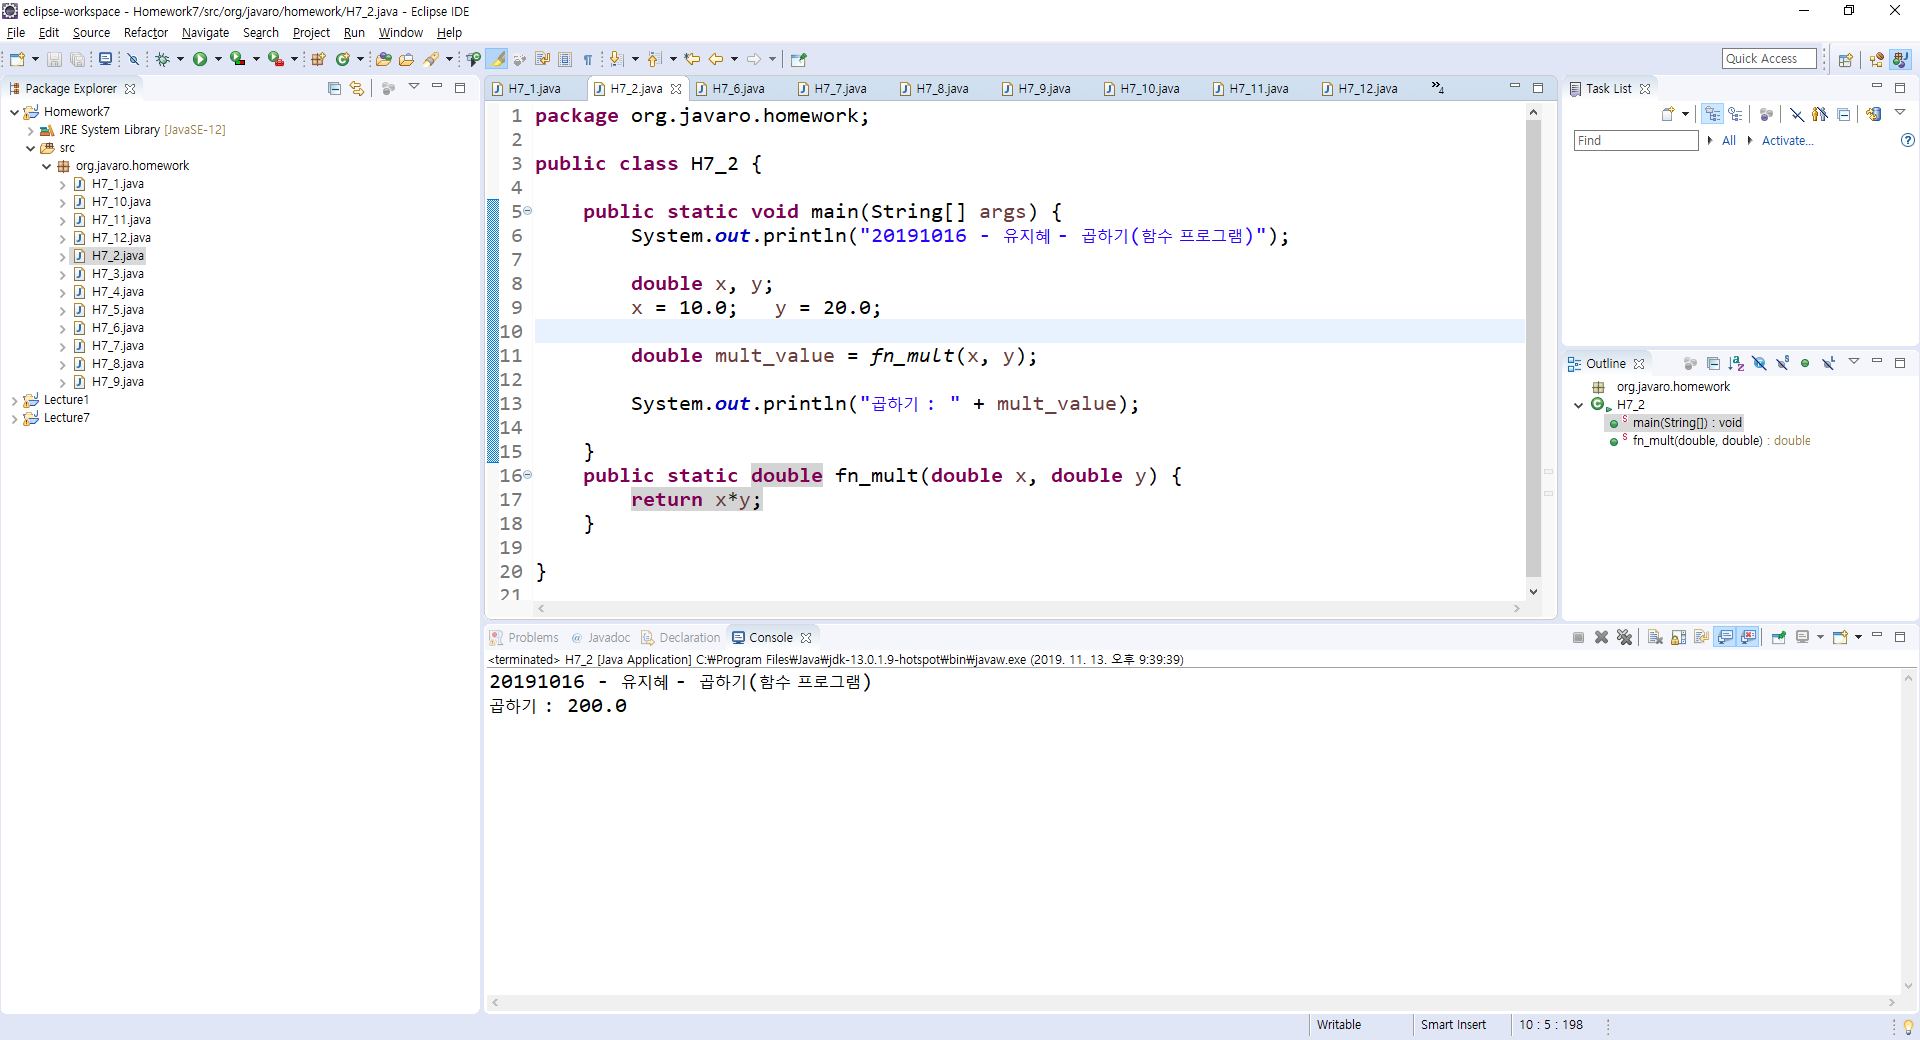 eclipse-workspace - Homework7/src/org/javaro/homework/H7_2.java - Eclipse IDE
File Edit Source Refactor Navigate Search Project Run Window Help
Quick Access
Package Explorer
Homework7
JRE System Library [JavaSE-12]
src
org.javaro.homework
H7_1.java
H7_10.java
H7_11.java
H7_12.java
H7_2.java
H7_3.java
H7_4.java
H7_5.java
H7_6.java
H7_7.java
H7_8.java
H7_9.java
Lecture1
Lecture7
H7_1.java H7_2.java H7_6.java H7_7.java H7_8.java H7_9.java H7_10.java H7_11.java H7_12.java »4
1 package org.javaro.homework;
2
3 public class H7_2 {
4
5 public static void main(String[] args) {
6 System.out.println("20191016 - 유지혜 - 곱하기(함수 프로그램)");
7
8 double x, y;
9 x = 10.0; y = 20.0;
10
11 double mult_value = fn_mult(x, y);
12
13 System.out.println("곱하기 : " + mult_value);
14
15 }
16 public static double fn_mult(double x, double y) {
17 return x*y;
18 }
19
20 }
21
Task List
Find All Activate...
Outline
org.javaro.homework
H7_2
main(String[]) : void
fn_mult(double, double) : double
Problems @ Javadoc Declaration Console
<terminated> H7_2 [Java Application] C:₩Program Files₩Java₩jdk-13.0.1.9-hotspot₩bin₩javaw.exe (2019. 11. 13. 오후 9:39:39)
20191016 - 유지혜 - 곱하기(함수 프로그램)
곱하기 : 200.0
Writable Smart Insert 10 : 5 : 198